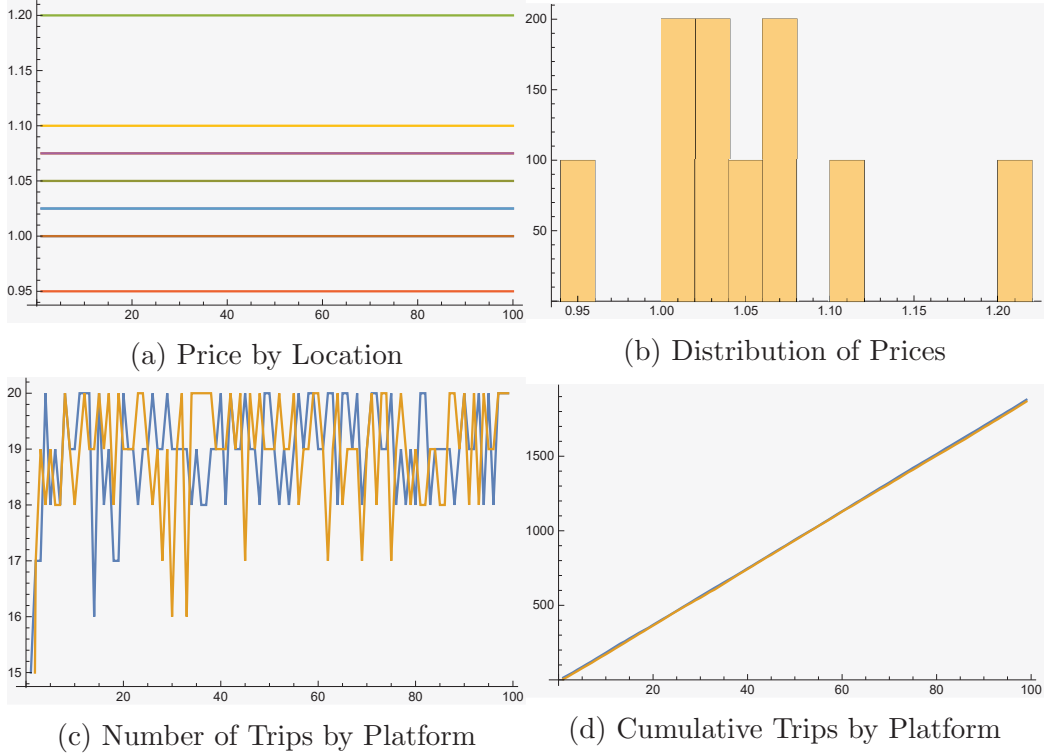 1.20
1.15
1.10
1.05
1.00
0.95
20 40 60 80 100
(a) Price by Location
200
150
100
50
0.95 1.00 1.05 1.10 1.15 1.20
(b) Distribution of Prices
20
19
18
17
16
15
20 40 60 80 100
(c) Number of Trips by Platform
1500
1000
500
20 40 60 80 100
(d) Cumulative Trips by Platform